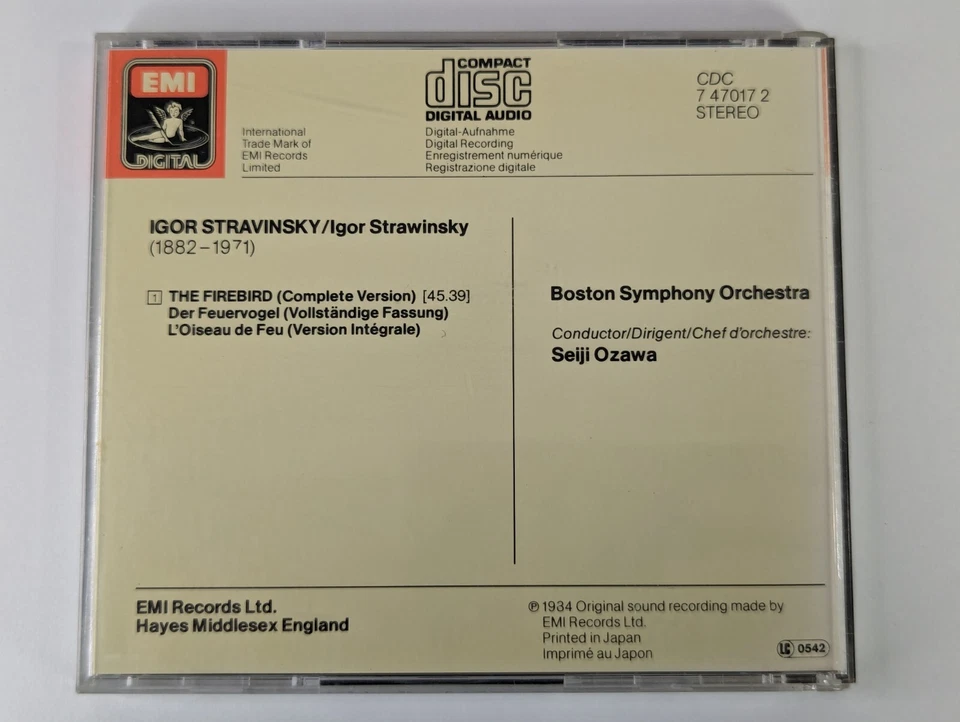 EMI
DIGITAL
International
Trade Mark of
EMI Records
Limited
COMPACT
disc
DIGITAL AUDIO
Digital-Aufnahme
Digital Recording
Enregistrement numérique
Registrazione digitale
CDC
7 47017 2
STEREO
IGOR STRAVINSKY/Igor Strawinsky
(1882–1971)
1 THE FIREBIRD (Complete Version) [45.39]
Der Feuervogel (Vollständige Fassung)
L'Oiseau de Feu (Version Intégrale)
Boston Symphony Orchestra
Conductor/Dirigent/Chef d'orchestre:
Seiji Ozawa
EMI Records Ltd.
Hayes Middlesex England
℗ 1934 Original sound recording made by
EMI Records Ltd.
Printed in Japan
Imprimé au Japon
LC 0542